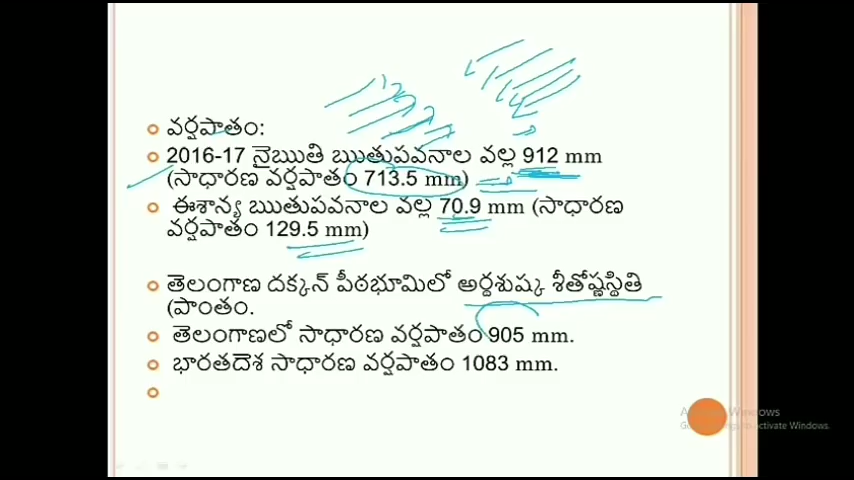 వర్షపాతం:
2016-17 నైఋతి ఋతుపవనాల వల్ల 912 mm
(సాధారణ వర్షపాతం 713.5 mm)
ఈశాన్య ఋతుపవనాల వల్ల 70.9 mm (సాధారణ
వర్షపాతం 129.5 mm)
తెలంగాణ దక్కన్ పీఠభూమిలో అర్ధశుష్క శీతోష్ణస్థితి
ప్రాంతం.
తెలంగాణలో సాధారణ వర్షపాతం 905 mm.
భారతదెశ సాధారణ వర్షపాతం 1083 mm.